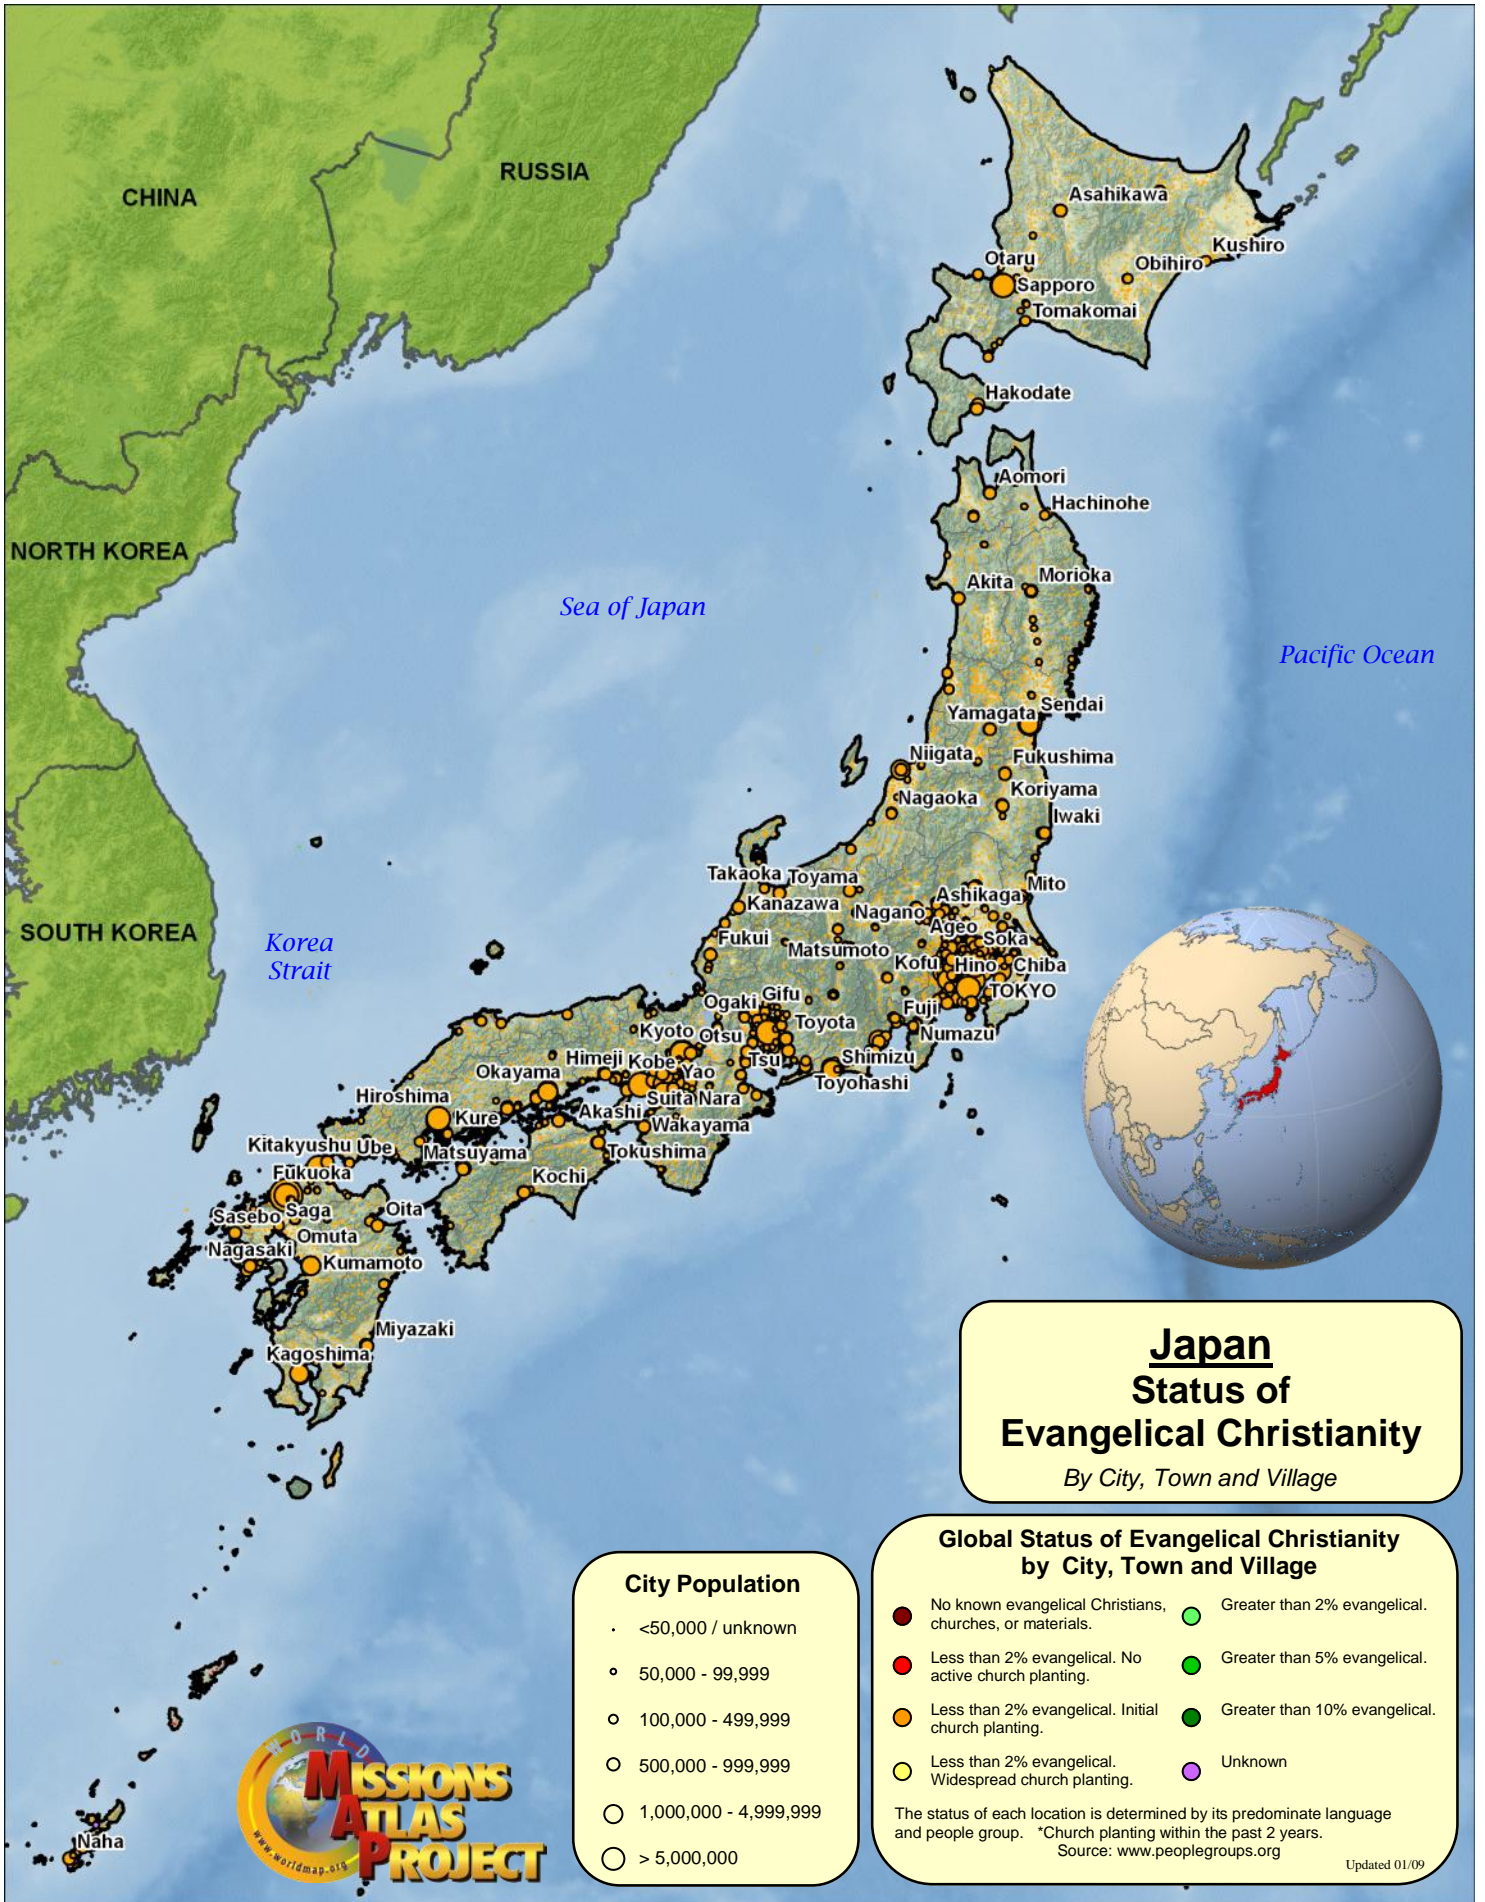 CHINA
RUSSIA
NORTH KOREA
SOUTH KOREA
Sea of Japan
Pacific Ocean
Korea
Strait
Asahikawa
Kushiro
Otaru
Obihiro
Sapporo
Tomakomai
Hakodate
Aomori
Hachinohe
Akita
Morioka
Sendai
Yamagata
Niigata
Fukushima
Nagaoka
Koriyama
Iwaki
Takaoka
Toyama
Mito
Ashikaga
Kanazawa
Nagano
Ageo
Fukui
Matsumoto
Soka
Kofu
Hino
Chiba
TOKYO
Ogaki
Gifu
Fuji
Kyoto
Otsu
Toyota
Numazu
Himeji
Kobe
Yao
Tsu
Shimizu
Okayama
Toyohashi
Hiroshima
Kure
Akashi
Suita
Nara
Wakayama
Kitakyushu
Ube
Matsuyama
Tokushima
Fukuoka
Kochi
Sasebo
Saga
Oita
Omuta
Nagasaki
Kumamoto
Miyazaki
Kagoshima
Naha
Japan
Status of
Evangelical Christianity
By City, Town and Village
City Population
<50,000 / unknown
50,000 - 99,999
100,000 - 499,999
500,000 - 999,999
1,000,000 - 4,999,999
> 5,000,000
Global Status of Evangelical Christianity
by City, Town and Village
No known evangelical Christians,
churches, or materials.
Less than 2% evangelical. No
active church planting.
Less than 2% evangelical. Initial
church planting.
Less than 2% evangelical.
Widespread church planting.
Greater than 2% evangelical.
Greater than 5% evangelical.
Greater than 10% evangelical.
Unknown
The status of each location is determined by its predominate language
and people group. *Church planting within the past 2 years.
Source: www.peoplegroups.org
Updated 01/09
WORLD
MISSIONS
ATLAS
PROJECT
www.worldmap.org